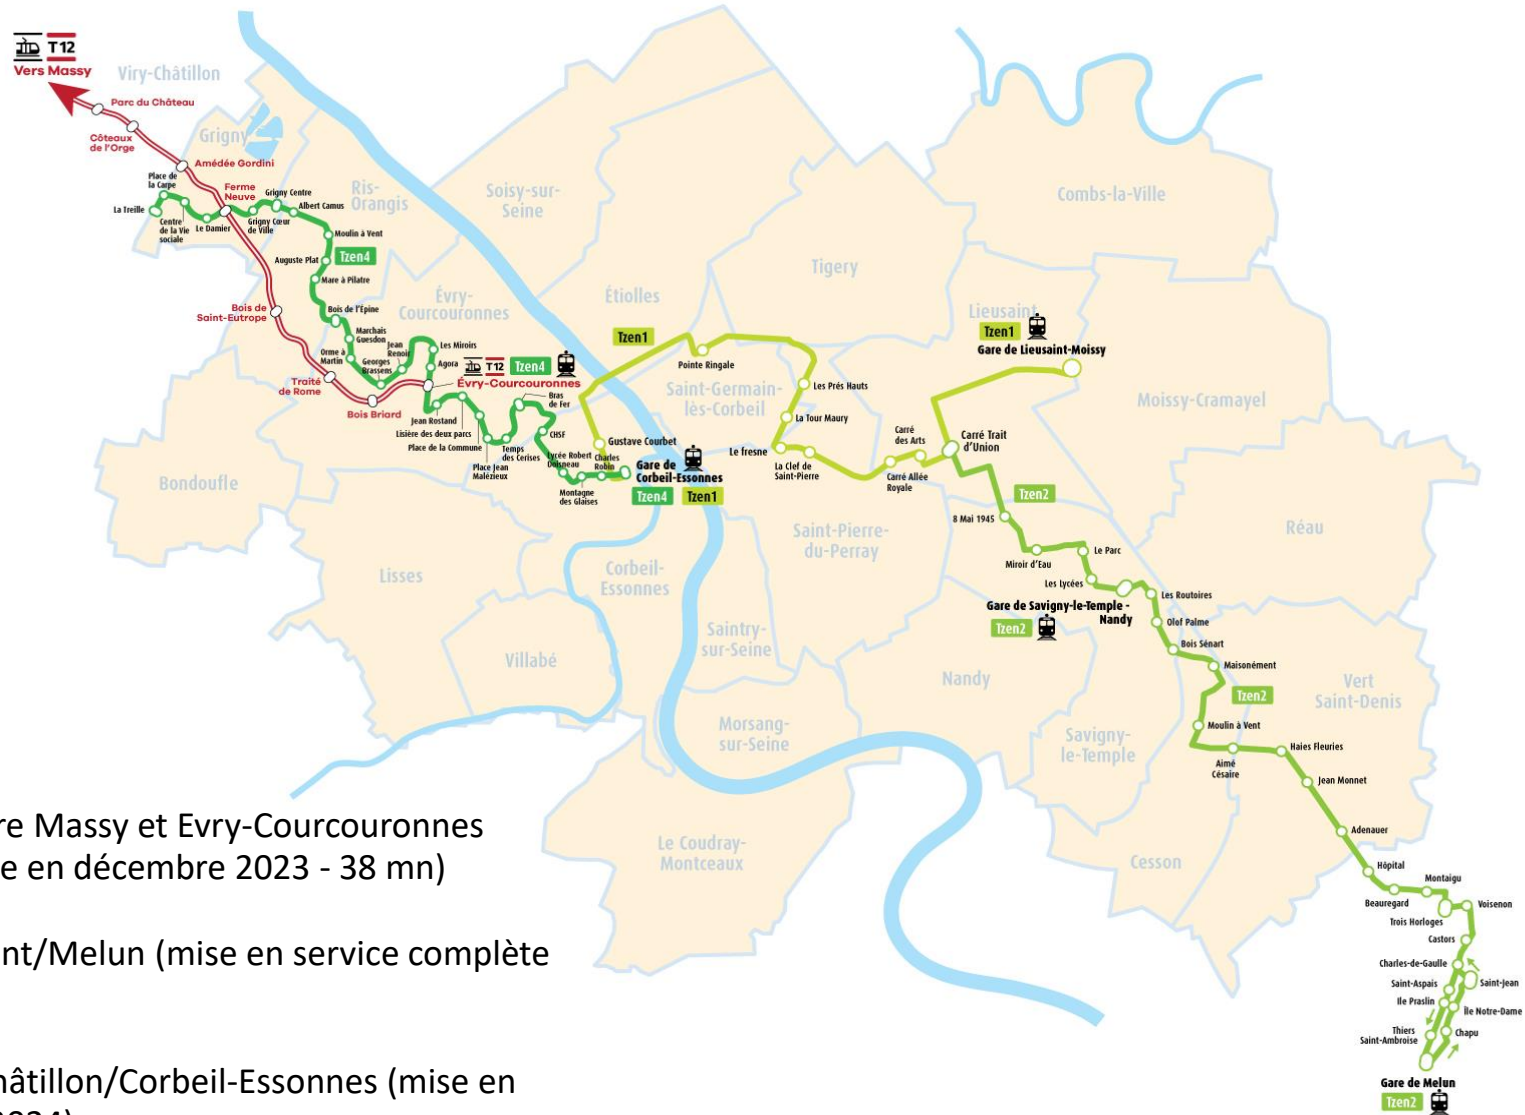 T12
Vers Massy
Viry-Châtillon
Parc du Château
Côteaux
de l'Orge
Grigny
Amédée Gordini
Place de
la Carpe
La Treille
Centre
de la Vie
sociale
Le Damier
Ferme
Neuve
Grigny Cœur
de Ville
Grigny Centre
Albert Camus
Ris-
Orangis
Moulin à Vent
Auguste Plat
Tzen4
Mare à Pilatre
Bois de
Saint-Eutrope
Bois de l'Epine
Évry-
Courcouronnes
Marchais
Guesdon
Orme à
Martin
Georges
Brassens
Jean
Renoir
Les Miroirs
Agora
T12
Tzen4
Évry-Courcouronnes
Traité
de Rome
Bois Briard
Jean Rostand
Lisière des deux parcs
Place de la Commune
Place Jean
Malézieux
Temps
des Cerises
Bras
de Fer
CHSF
Lycée Robert
Doisneau
Montagne
des Glaises
Charles
Robin
Gustave Courbet
Gare de
Corbeil-Essonnes
Tzen4
Tzen1
Soisy-sur-
Seine
Étiolles
Tzen1
Pointe Ringale
Tigery
Saint-Germain-
lès-Corbeil
Les Prés Hauts
La Tour Maury
Le fresne
La Clef de
Saint-Pierre
Carré Allée
Royale
Carré
des Arts
Carré Trait
d'Union
Combs-la-Ville
Lieusaint
Tzen1
Gare de Lieusaint-Moissy
Moissy-Cramayel
Bondoufle
Lisses
Villabé
Corbeil-
Essonnes
Saint-Pierre-
du-Perray
Saintry-
sur-Seine
Morsang-
sur-Seine
Le Coudray-
Montceaux
Réau
Tzen2
8 Mai 1945
Miroir d'Eau
Le Parc
Les Lycées
Gare de Savigny-le-Temple -
Nandy
Tzen2
Les Routoires
Olof Palme
Bois Sénart
Maisonément
Tzen2
Nandy
Savigny-
le-Temple
Vert
Saint-Denis
Moulin à Vent
Aimé
Césaire
Haies Fleuries
Jean Monnet
Cesson
Adenauer
Hôpital
Beauregard
Montaigu
Trois Horloges
Voisenon
Castors
Charles-de-Gaulle
Saint-Aspais
Saint-Jean
Ile Praslin
Île Notre-Dame
Thiers
Saint-Ambroise
Chapu
Gare de Melun
Tzen2
re Massy et Evry-Courcouronnes
e en décembre 2023 - 38 mn)
nt/Melun (mise en service complète
hâtillon/Corbeil-Essonnes (mise en